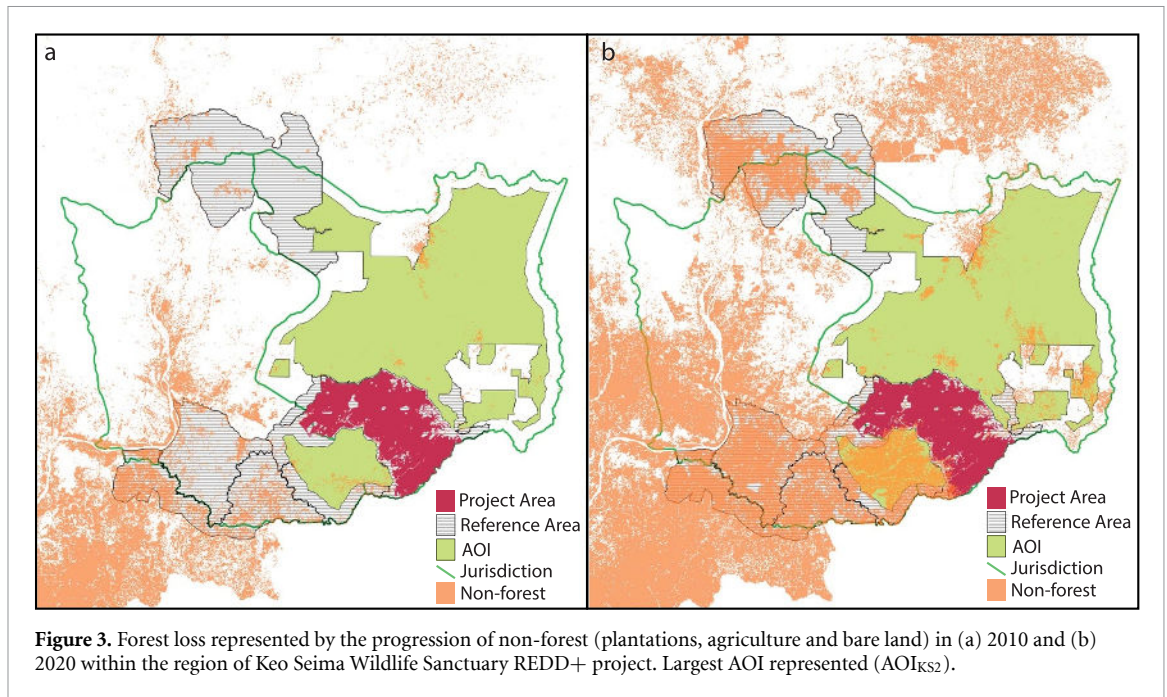 a
Project Area
Reference Area
AOI
Jurisdiction
Non-forest
b
Project Area
Reference Area
AOI
Jurisdiction
Non-forest
Figure 3. Forest loss represented by the progression of non-forest (plantations, agriculture and bare land) in (a) 2010 and (b)
2020 within the region of Keo Seima Wildlife Sanctuary REDD+ project. Largest AOI represented (AOIKS2).